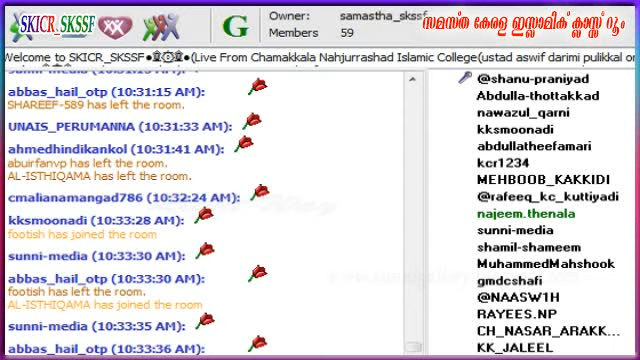 SKICR_SKSSF
G
Owner: samastha_skssf
Members 59
സമസ്ത കേരള ഇസ്ലാമിക് ക്ലാസ്സ് റൂം
Welcome to SKICR_SKSSF (Live From Chamakkala Nahjurrashad Islamic College(ustad aswif darimi pulikkal on
abbas_hail_otp (10:31:15 AM):
SHAREEF-589 has left the room.
UNAIS_PERUMANNA (10:31:33 AM):
ahmedhindikankol (10:31:41 AM):
abuirfanvp has left the room.
AL-ISTHIQAMA has left the room.
cmalianamangad786 (10:32:24 AM):
kksmoonadi (10:33:28 AM):
footish has joined the room
sunni-media (10:33:30 AM):
abbas_hail_otp (10:33:30 AM):
footish has left the room.
AL-ISTHIQAMA has joined the room
sunni-media (10:33:35 AM):
abbas_hail_otp (10:33:36 AM):
@shanu-praniyad
Abdulla-thottakkad
nawazul_qarni
kksmoonadi
abdullatheefamari
kcr1234
MEHBOOB_KAKKIDI
@rafeeq_kc_kuttiyadi
najeem.thenala
sunni-media
shamil-shameem
MuhammedMahshook
gmdcshafi
@NAASW1H
RAYEES.NP
CH_NASAR_ARAKK...
KK_JALEEL